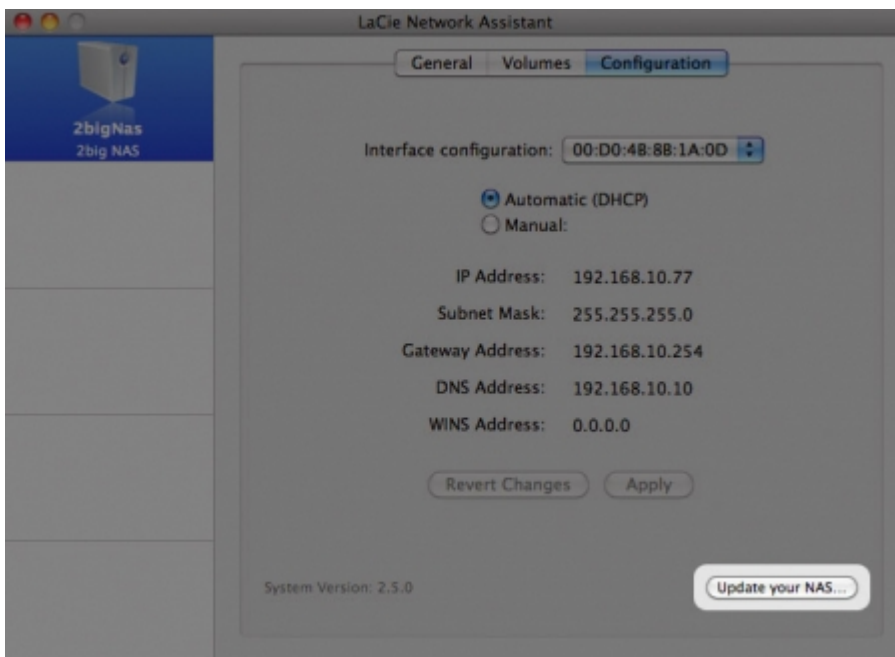 LaCie Network Assistant
General Volumes Configuration
2bigNas
2big NAS
Interface configuration: 00:D0:4B:8B:1A:0D
Automatic (DHCP)
Manual:
IP Address: 192.168.10.77
Subnet Mask: 255.255.255.0
Gateway Address: 192.168.10.254
DNS Address: 192.168.10.10
WINS Address: 0.0.0.0
Revert Changes Apply
System Version: 2.5.0
Update your NAS...